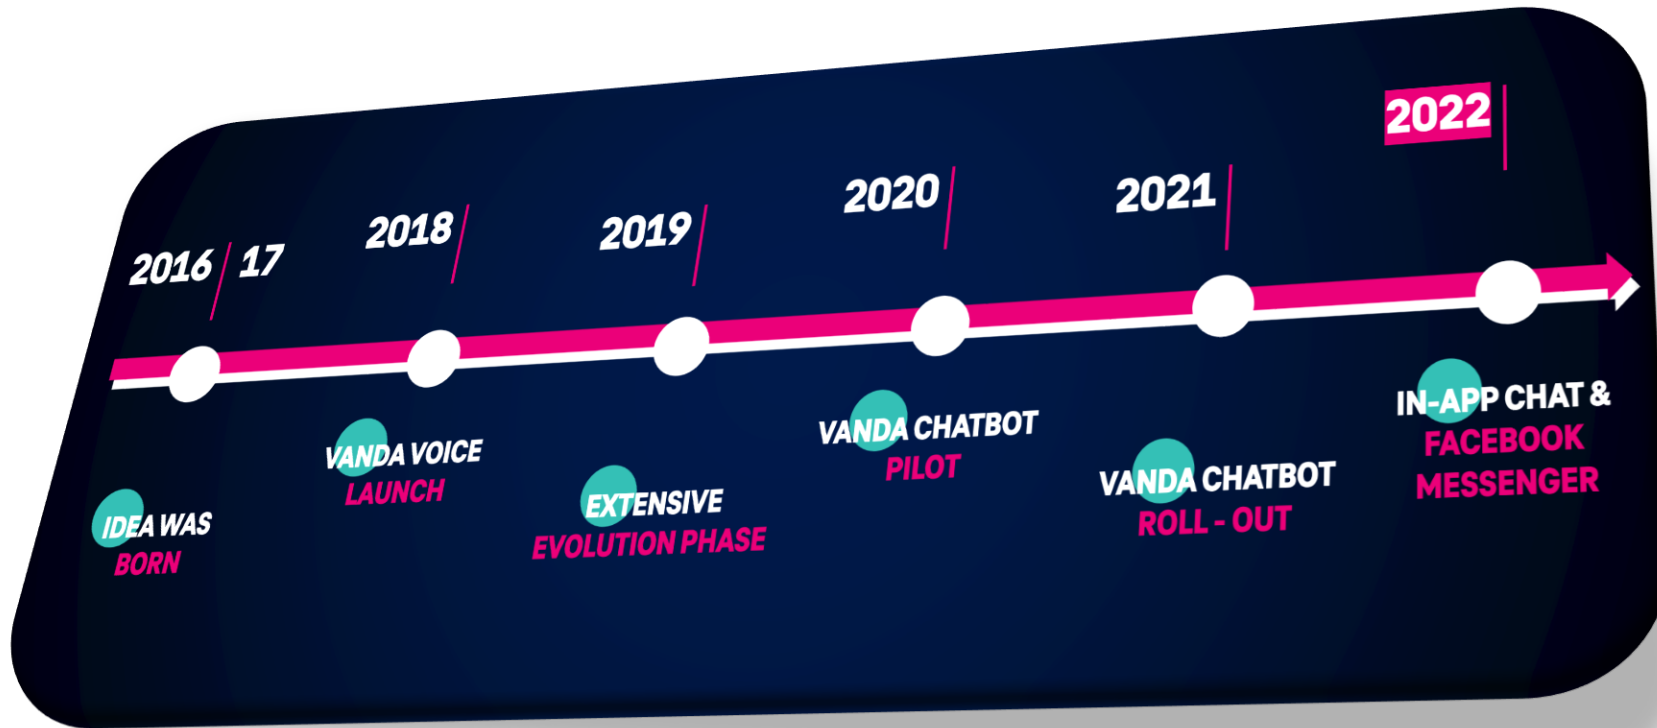 2016 | 17
2018
2019
2020
2021
2022
IDEA WAS
BORN
VANDA VOICE
LAUNCH
EXTENSIVE
EVOLUTION PHASE
VANDA CHATBOT
PILOT
VANDA CHATBOT
ROLL - OUT
IN-APP CHAT &
FACEBOOK
MESSENGER